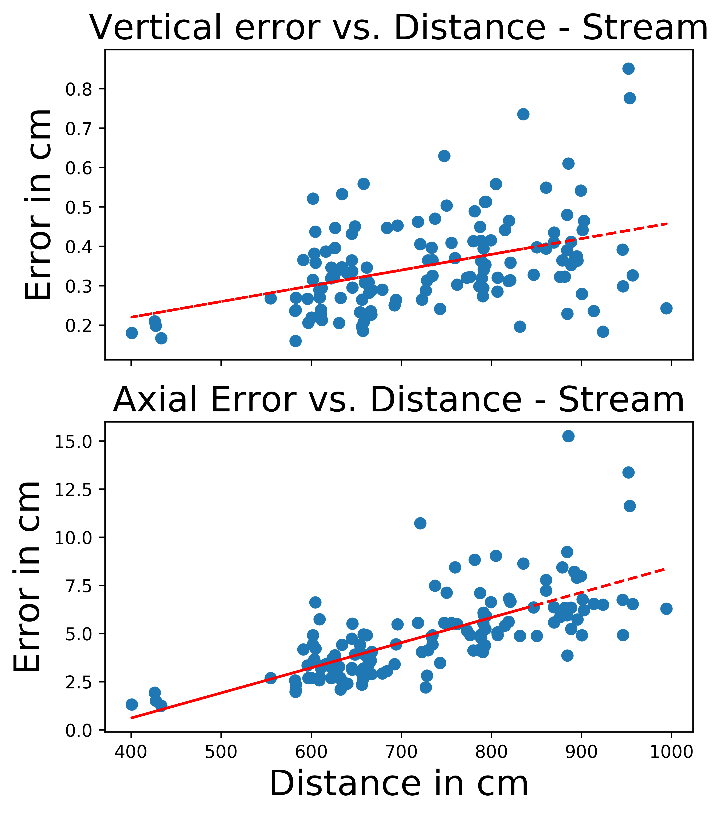 Vertical error vs. Distance - Stream
0.8
0.7
0.6
0.5
0.4
0.3
0.2
Error in cm
Axial Error vs. Distance - Stream
15.0
12.5
10.0
7.5
5.0
2.5
0.0
Error in cm
400 500 600 700 800 900 1000
Distance in cm